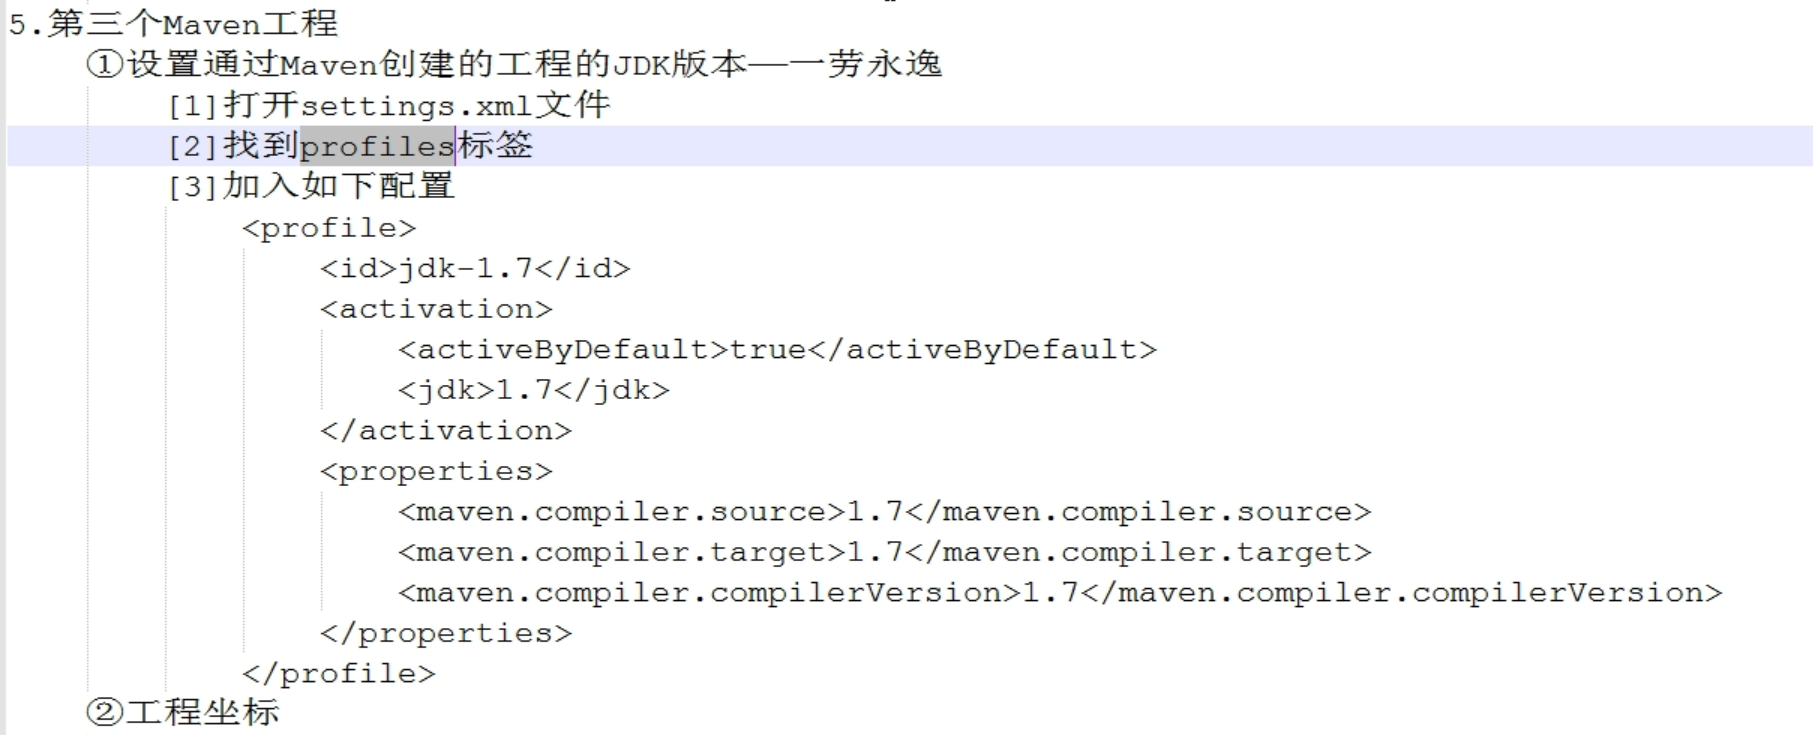 5.第三个Maven工程
①设置通过Maven创建的工程的JDK版本——一劳永逸
[1]打开settings.xml文件
[2]找到profiles标签
[3]加入如下配置
<profile>
<id>jdk-1.7</id>
<activation>
<activeByDefault>true</activeByDefault>
<jdk>1.7</jdk>
</activation>
<properties>
<maven.compiler.source>1.7</maven.compiler.source>
<maven.compiler.target>1.7</maven.compiler.target>
<maven.compiler.compilerVersion>1.7</maven.compiler.compilerVersion>
</properties>
</profile>
②工程坐标